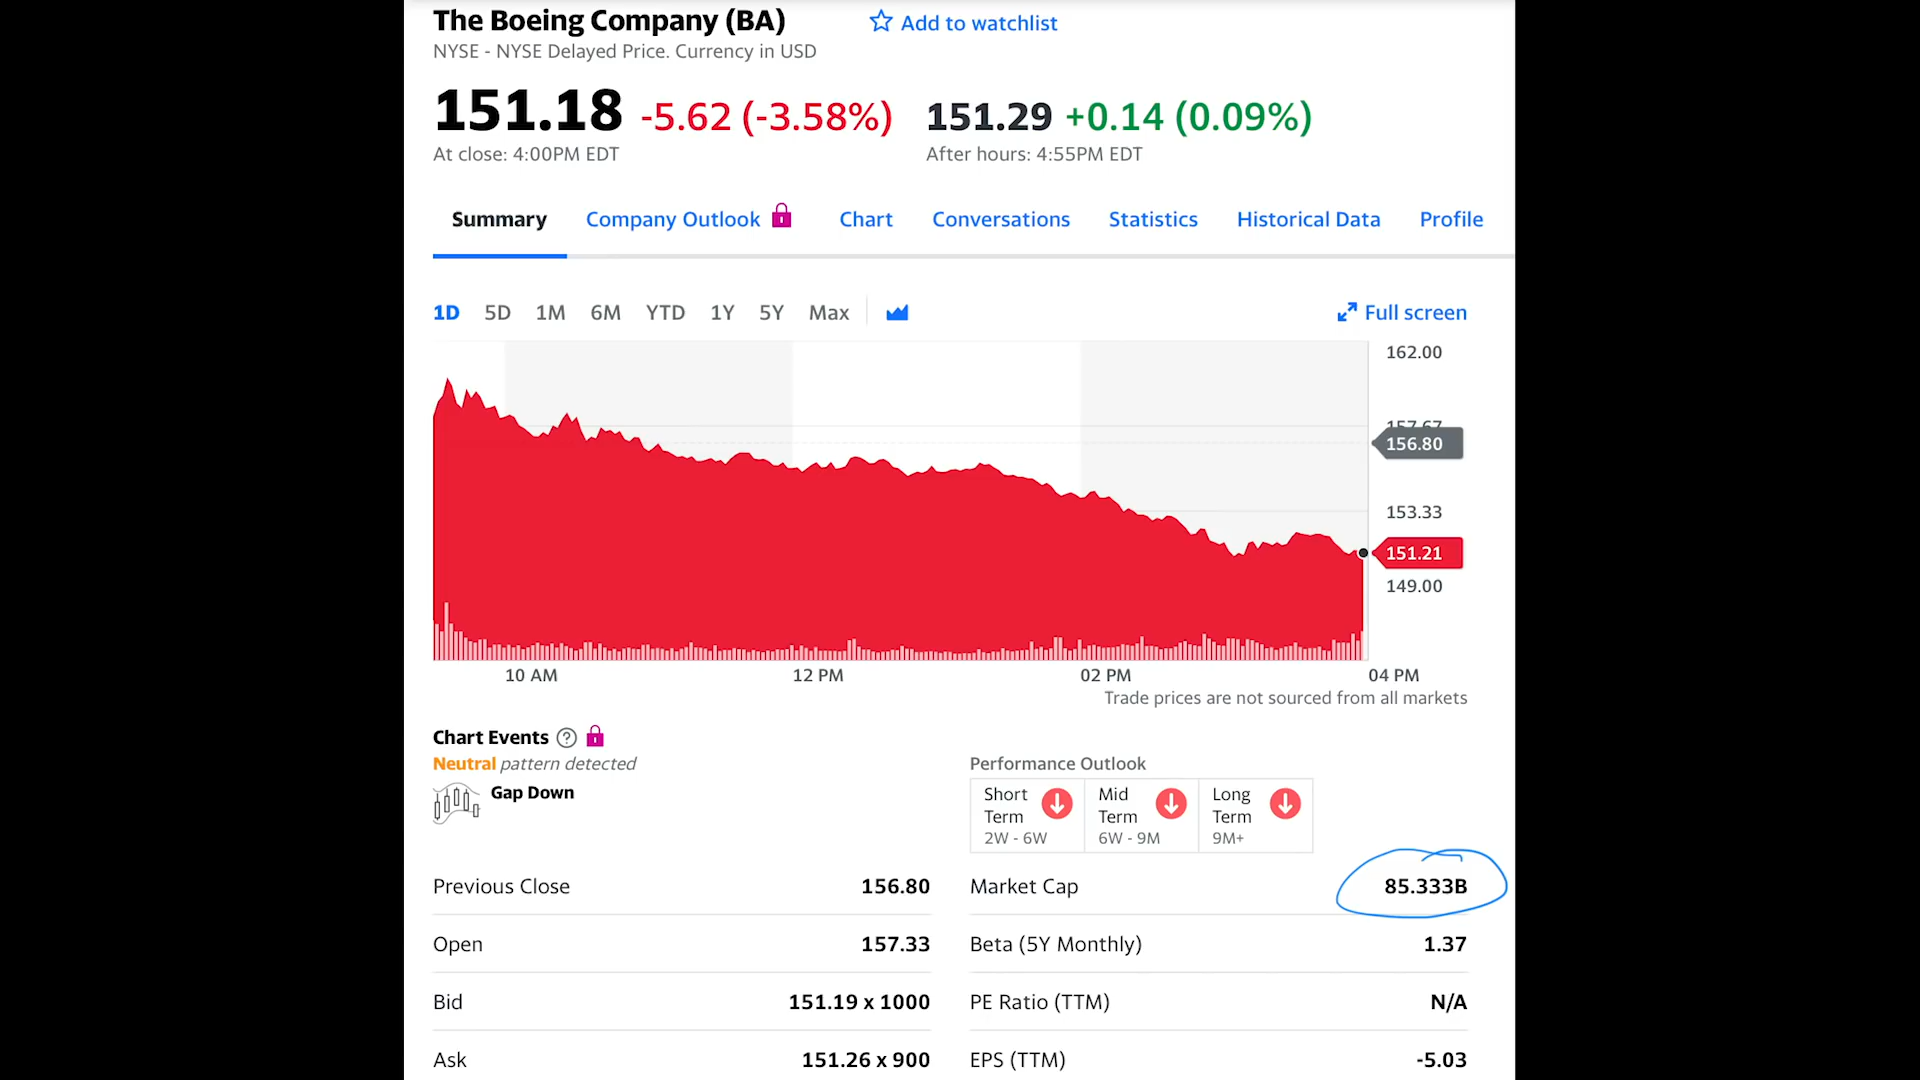 The Boeing Company (BA)
Add to watchlist
NYSE - NYSE Delayed Price. Currency in USD
151.18 -5.62 (-3.58%)
151.29 +0.14 (0.09%)
At close: 4:00PM EDT
After hours: 4:55PM EDT
Summary Company Outlook Chart Conversations Statistics Historical Data Profile
1D 5D 1M 6M YTD 1Y 5Y Max
Full screen
162.00
157.67
156.80
153.33
151.21
149.00
10 AM 12 PM 02 PM 04 PM
Trade prices are not sourced from all markets
Chart Events ?
Neutral pattern detected
Gap Down
Performance Outlook
Short Term 2W - 6W
Mid Term 6W - 9M
Long Term 9M+
Previous Close 156.80
Open 157.33
Bid 151.19 x 1000
Ask 151.26 x 900
Market Cap 85.333B
Beta (5Y Monthly) 1.37
PE Ratio (TTM) N/A
EPS (TTM) -5.03